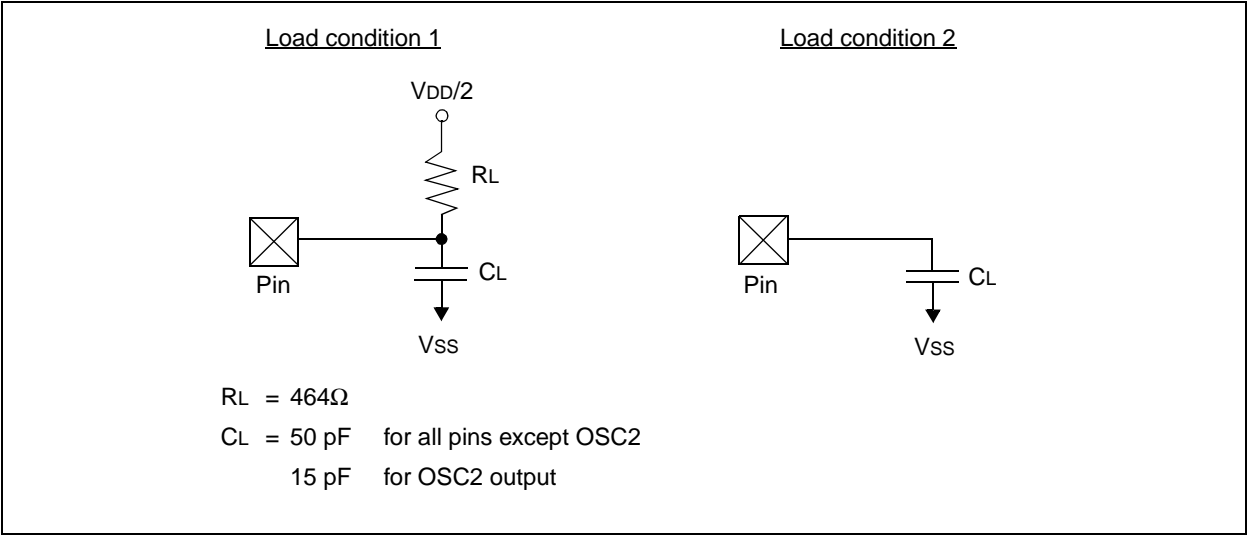 Load condition 1
Load condition 2
VDD/2
RL
Pin
CL
VSS
Pin
CL
VSS
RL = 464Ω
CL = 50 pF for all pins except OSC2
15 pF for OSC2 output